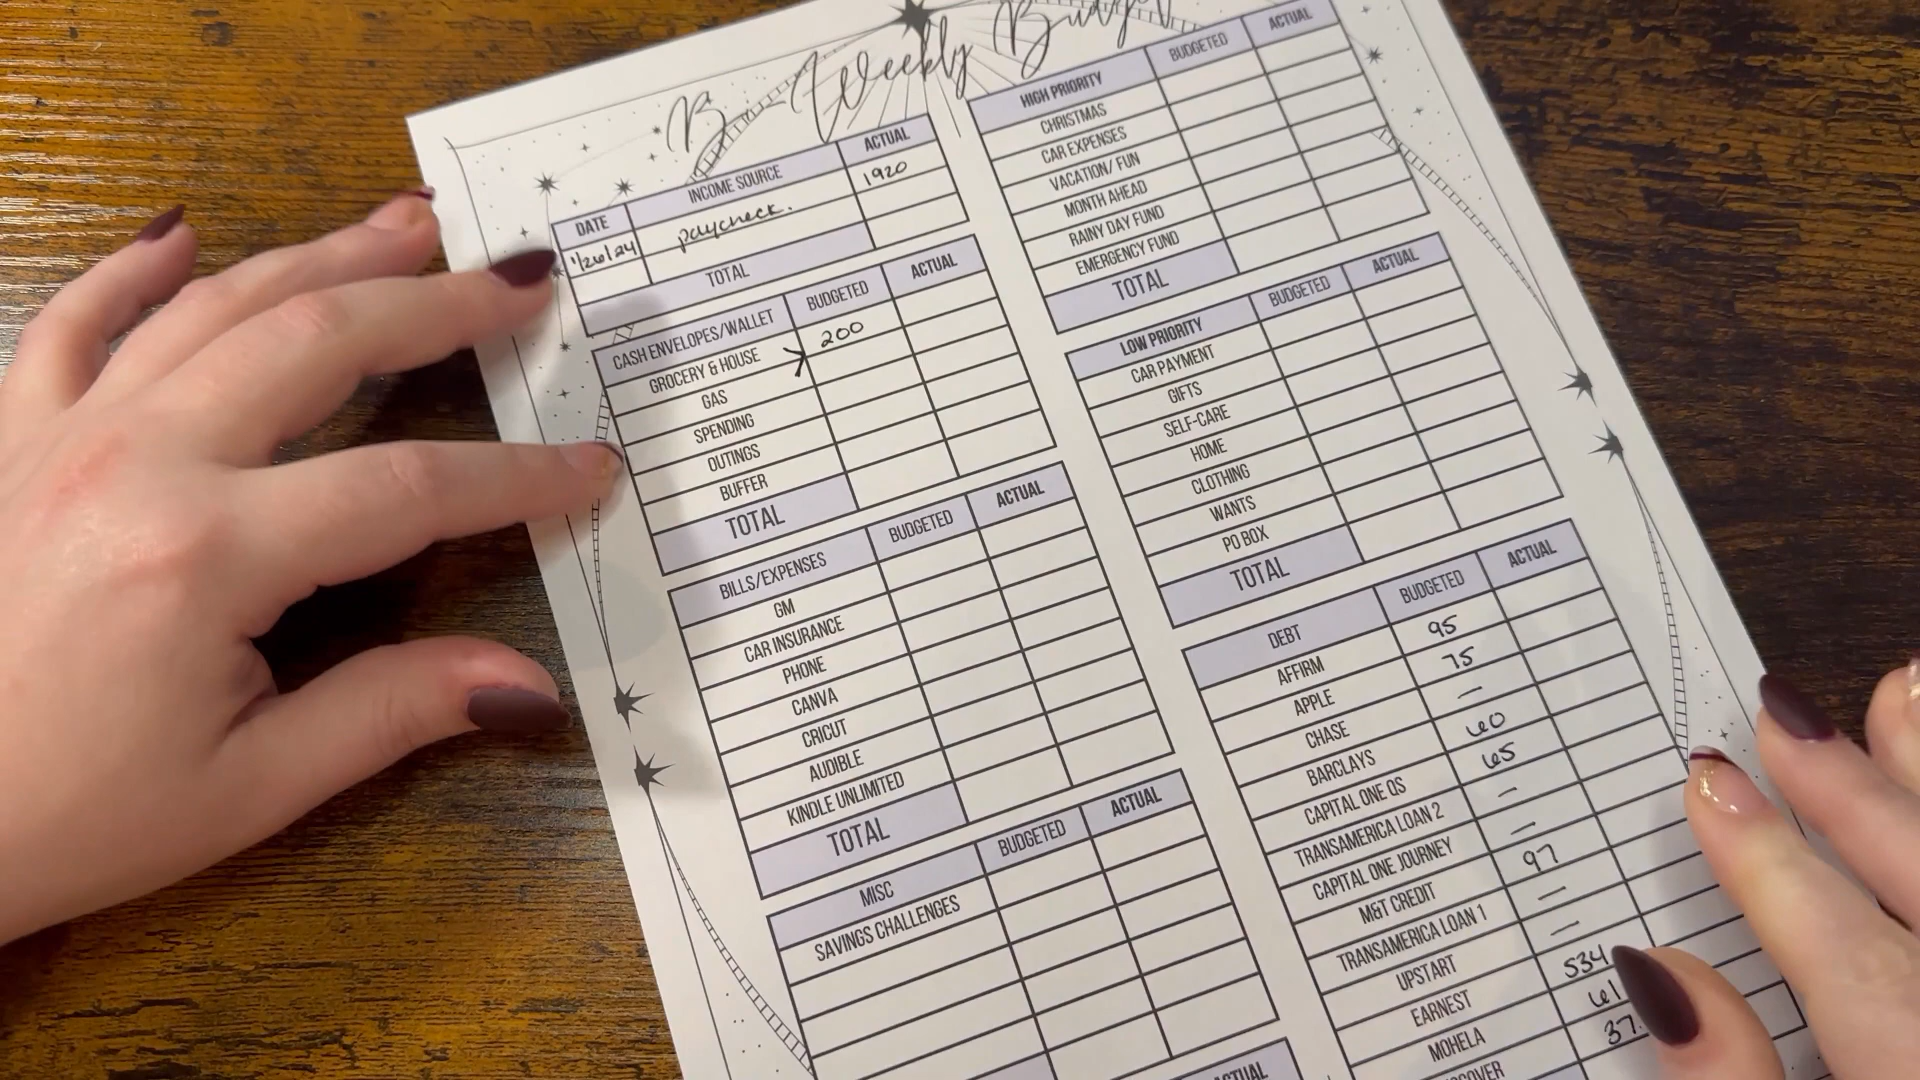 Bi-Weekly Budget
DATE INCOME SOURCE ACTUAL
1/26/24 paycheck. 1920
TOTAL
CASH ENVELOPES/WALLET BUDGETED ACTUAL
GROCERY & HOUSE 200
GAS
SPENDING
OUTINGS
BUFFER
TOTAL
BILLS/EXPENSES BUDGETED ACTUAL
GM
CAR INSURANCE
PHONE
CANVA
CRICUT
AUDIBLE
KINDLE UNLIMITED
TOTAL
MISC BUDGETED ACTUAL
SAVINGS CHALLENGES
ACTUAL
HIGH PRIORITY BUDGETED ACTUAL
CHRISTMAS
CAR EXPENSES
VACATION/ FUN
MONTH AHEAD
RAINY DAY FUND
EMERGENCY FUND
TOTAL
LOW PRIORITY BUDGETED ACTUAL
CAR PAYMENT
GIFTS
SELF-CARE
HOME
CLOTHING
WANTS
PO BOX
TOTAL
DEBT BUDGETED ACTUAL
AFFIRM 95
APPLE 75
CHASE —
BARCLAYS 60
CAPITAL ONE QS 65
TRANSAMERICA LOAN 2 —
CAPITAL ONE JOURNEY —
M&T CREDIT 97
TRANSAMERICA LOAN 1 —
UPSTART —
EARNEST 534
MOHELA 61
SCOVER 37